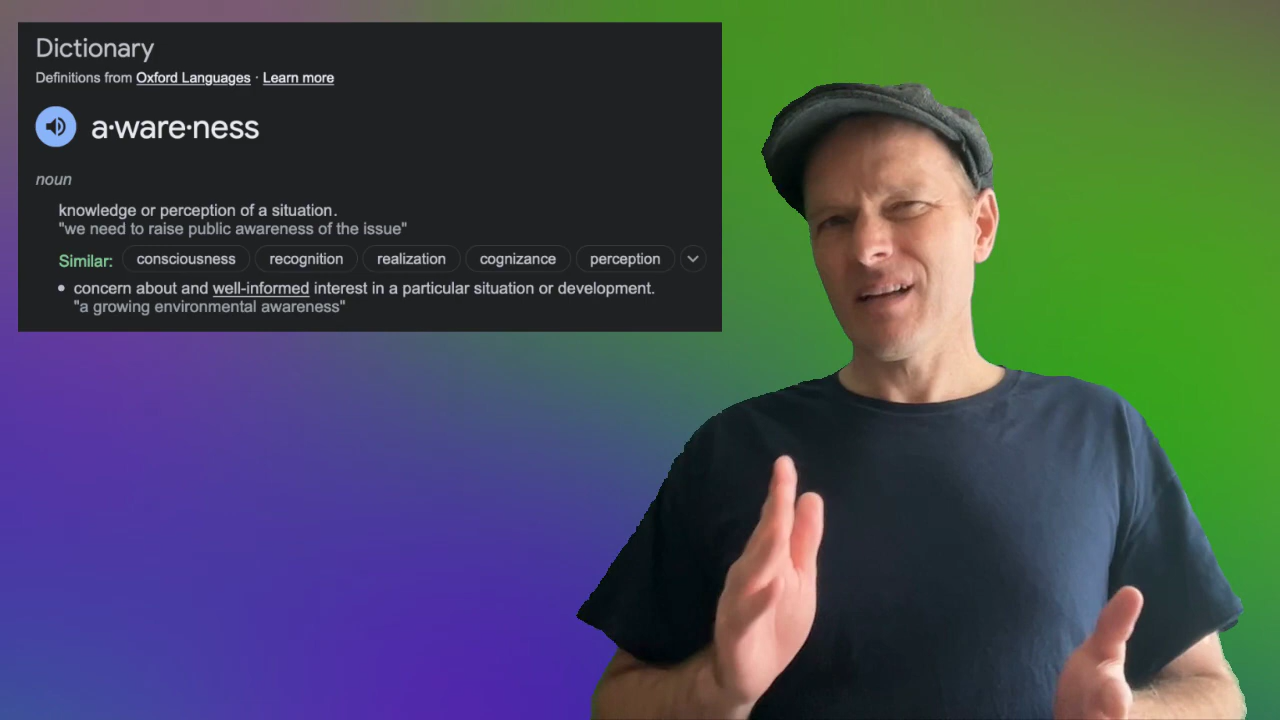 Dictionary
Definitions from Oxford Languages · Learn more
a·ware·ness
noun
knowledge or perception of a situation.
"we need to raise public awareness of the issue"
Similar: consciousness recognition realization cognizance perception
• concern about and well-informed interest in a particular situation or development.
"a growing environmental awareness"